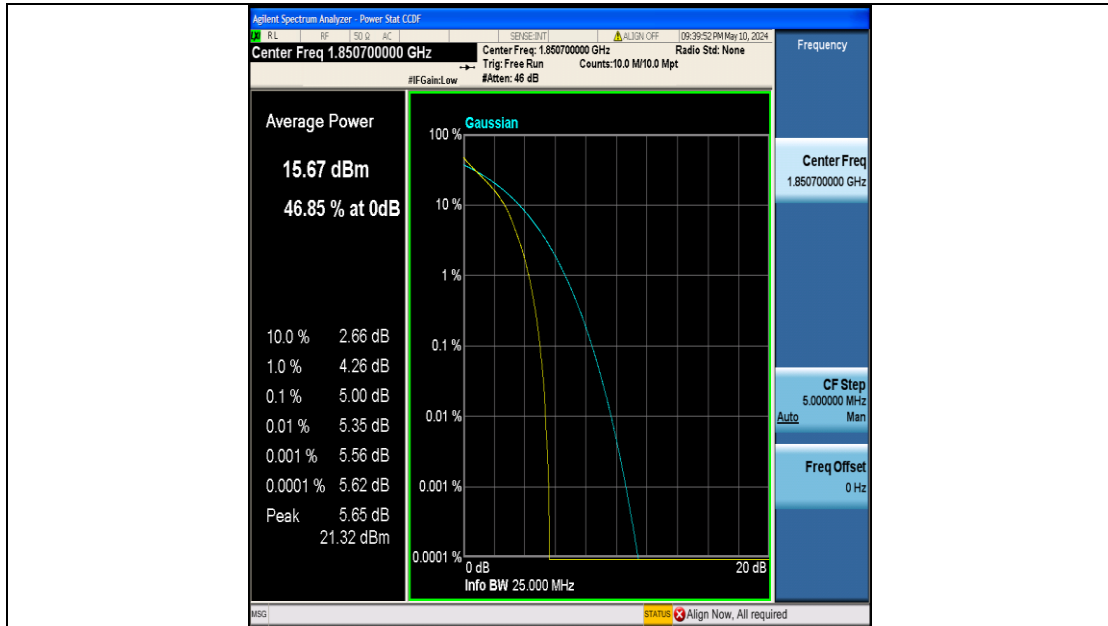 Agilent Spectrum Analyzer - Power Stat CCDF
LXI RL RF 50 Ω AC SENSE:INT ALIGN OFF 09:39:52 PM May 10, 2024
Center Freq 1.850700000 GHz
Center Freq: 1.850700000 GHz Radio Std: None
Trig: Free Run Counts:10.0 M/10.0 Mpt
#IFGain:Low #Atten: 46 dB
Frequency
Average Power
15.67 dBm
46.85 % at 0dB
10.0 % 2.66 dB
1.0 % 4.26 dB
0.1 % 5.00 dB
0.01 % 5.35 dB
0.001 % 5.56 dB
0.0001 % 5.62 dB
Peak 5.65 dB
21.32 dBm
Gaussian
100 %
10 %
1 %
0.1 %
0.01 %
0.001 %
0.0001 %
0 dB 20 dB
Info BW 25.000 MHz
Center Freq
1.850700000 GHz
CF Step
5.000000 MHz
Auto Man
Freq Offset
0 Hz
MSG STATUS Align Now, All required